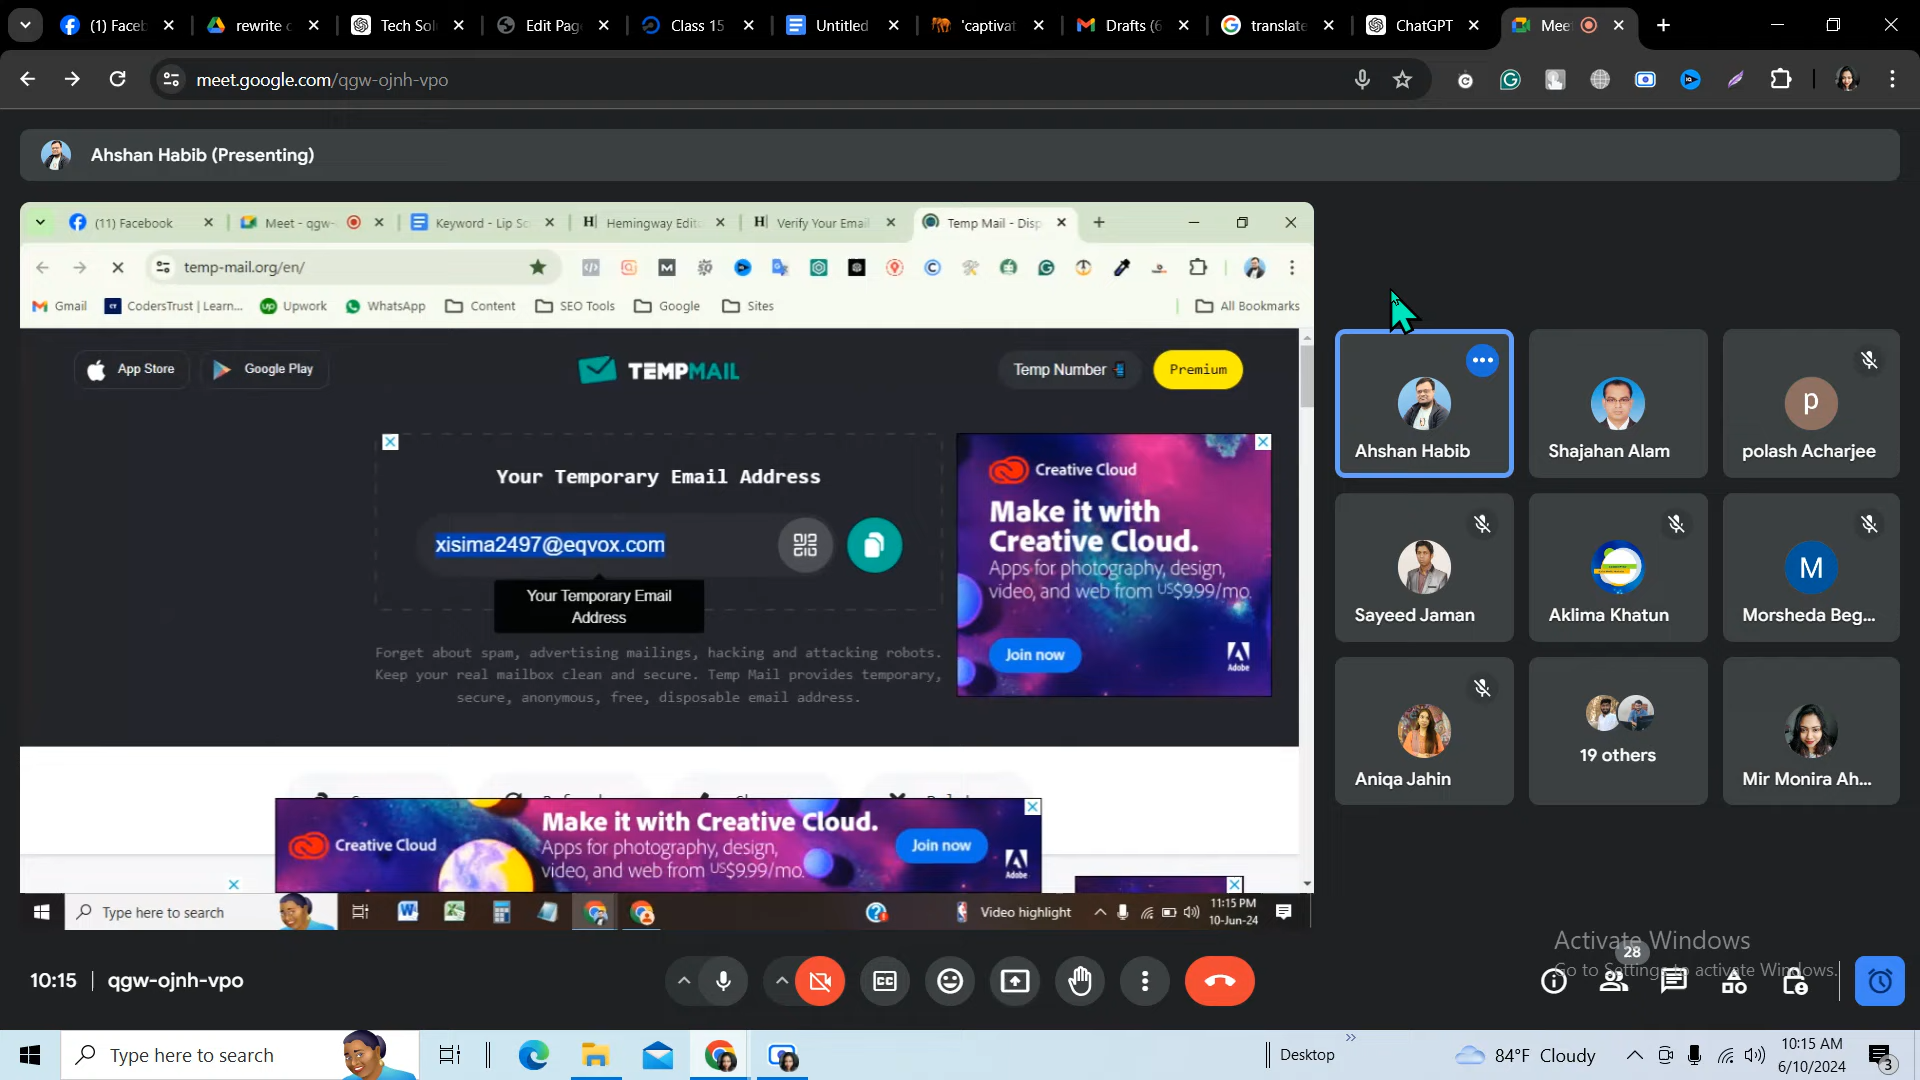 (1) Faceb
rewrite c
Tech Sol
Edit Pag
Class 15
Untitled
'captivat
Drafts (6
translate
ChatGPT
Mee
meet.google.com/qgw-ojnh-vpo
Ahshan Habib (Presenting)
(11) Facebook
Meet - qgw-
Keyword - Lip Sc
Hemingway Edit
Verify Your Email
Temp Mail - Disp
temp-mail.org/en/
Gmail
CodersTrust | Learn...
Upwork
WhatsApp
Content
SEO Tools
Google
Sites
All Bookmarks
App Store
Google Play
TEMPMAIL
Temp Number
Premium
Your Temporary Email Address
xisima2497@eqvox.com
Your Temporary Email
Address
Forget about spam, advertising mailings, hacking and attacking robots.
Keep your real mailbox clean and secure. Temp Mail provides temporary,
secure, anonymous, free, disposable email address.
Creative Cloud
Make it with
Creative Cloud.
Apps for photography, design,
video, and web from US$9.99/mo.
Join now
Adobe
Creative Cloud
Make it with Creative Cloud.
Apps for photography, design,
video, and web from US$9.99/mo.
Join now
Adobe
Type here to search
Video highlight
11:15 PM
10-Jun-24
Ahshan Habib
Shajahan Alam
p
polash Acharjee
Sayeed Jaman
Aklima Khatun
M
Morsheda Beg...
Aniqa Jahin
19 others
Mir Monira Ah...
Activate Windows
Go to Settings to activate Windows.
10:15 | qgw-ojnh-vpo
28
Type here to search
Desktop
84°F Cloudy
10:15 AM
6/10/2024
3